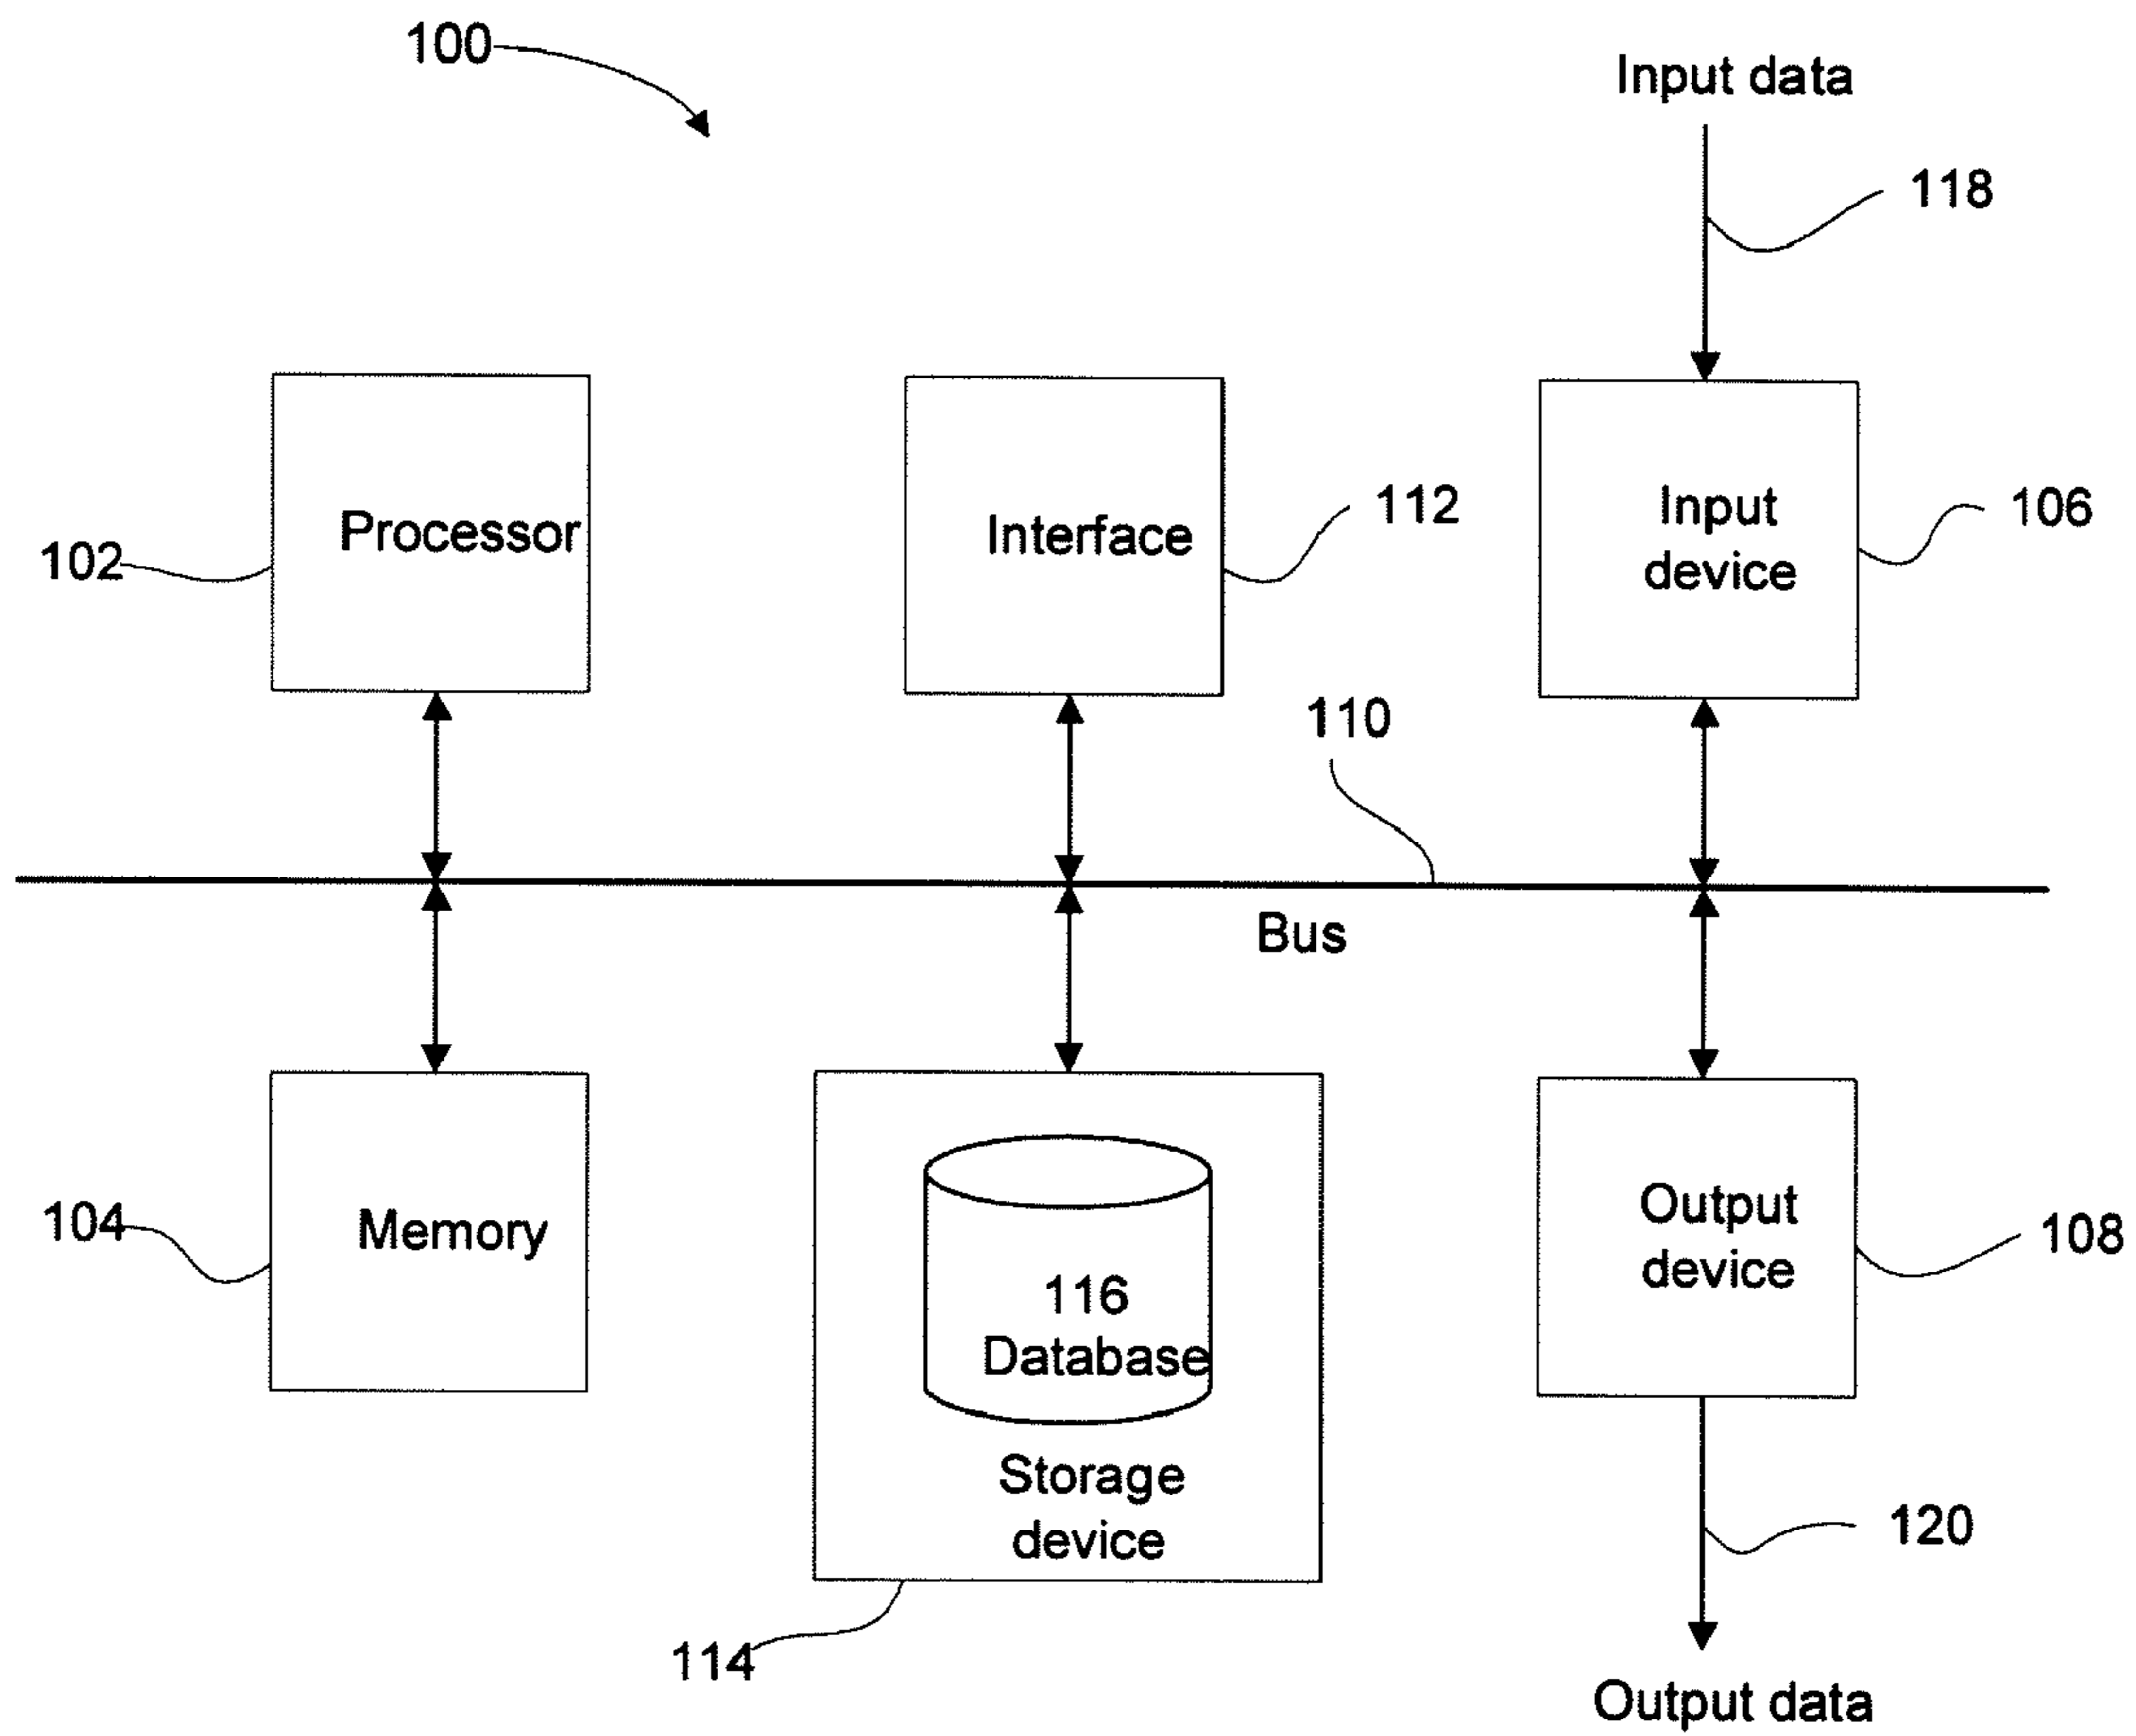 100
Input data
118
Processor
102
Interface
112
Input
device
106
110
Bus
Memory
104
116
Database
Storage
device
114
Output
device
108
120
Output data